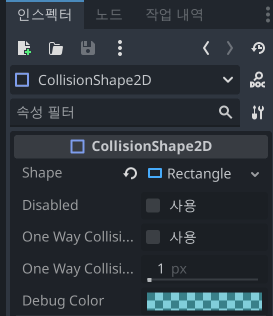 인스펙터 노드 작업 내역
CollisionShape2D
DOC
속성 필터
CollisionShape2D
Shape Rectangle
Disabled 사용
One Way Collisi... 사용
One Way Collisi... 1 px
Debug Color